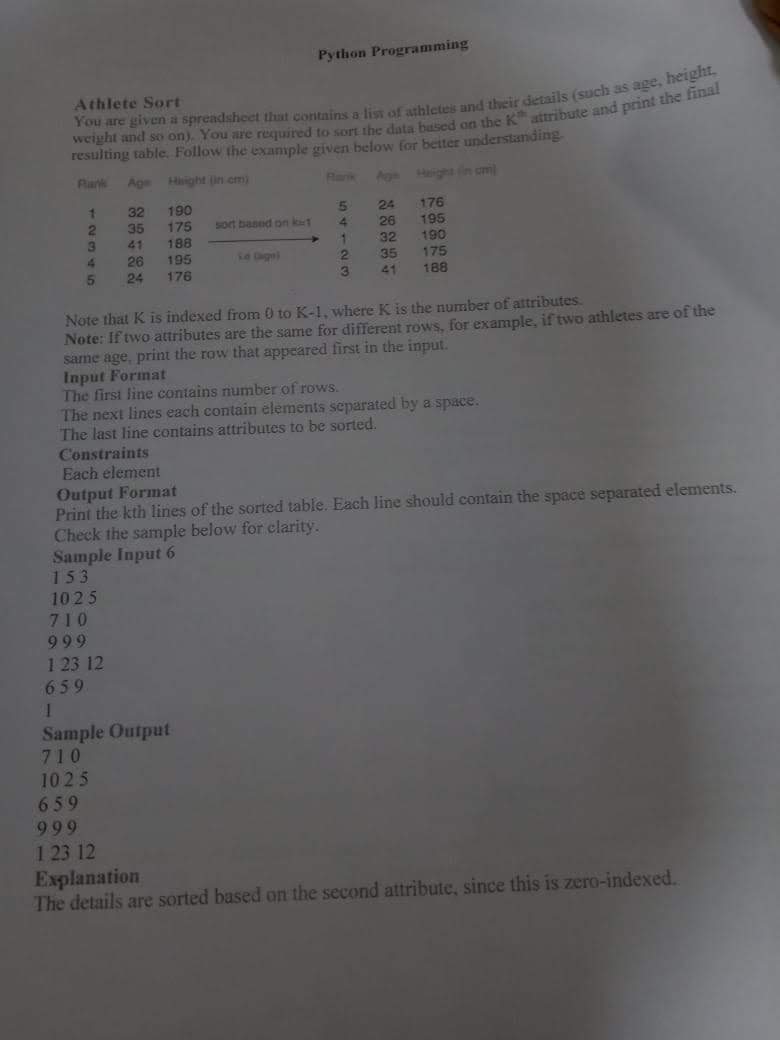 Python Programming
Athlete Sort
You are given a spreadsheet that contains a list of athletes and their details (such as age, height,
weight and so on). You are required to sort the data based on the Kth attribute and print the final
resulting table. Follow the example given below for better understanding.
Rank Age Height (in cm) Rank Age Height (in cm)
1 32 190 5 24 176
2 35 175 sort based on k=1 4 26 195
3 41 188 1 32 190
4 26 195 i.e (age) 2 35 175
5 24 176 3 41 188
Note that K is indexed from 0 to K-1, where K is the number of attributes.
Note: If two attributes are the same for different rows, for example, if two athletes are of the
same age, print the row that appeared first in the input.
Input Format
The first line contains number of rows.
The next lines each contain elements separated by a space.
The last line contains attributes to be sorted.
Constraints
Each element
Output Format
Print the kth lines of the sorted table. Each line should contain the space separated elements.
Check the sample below for clarity.
Sample Input 6
1 5 3
10 2 5
7 1 0
9 9 9
1 23 12
6 5 9
1
Sample Output
7 1 0
10 2 5
6 5 9
9 9 9
1 23 12
Explanation
The details are sorted based on the second attribute, since this is zero-indexed.